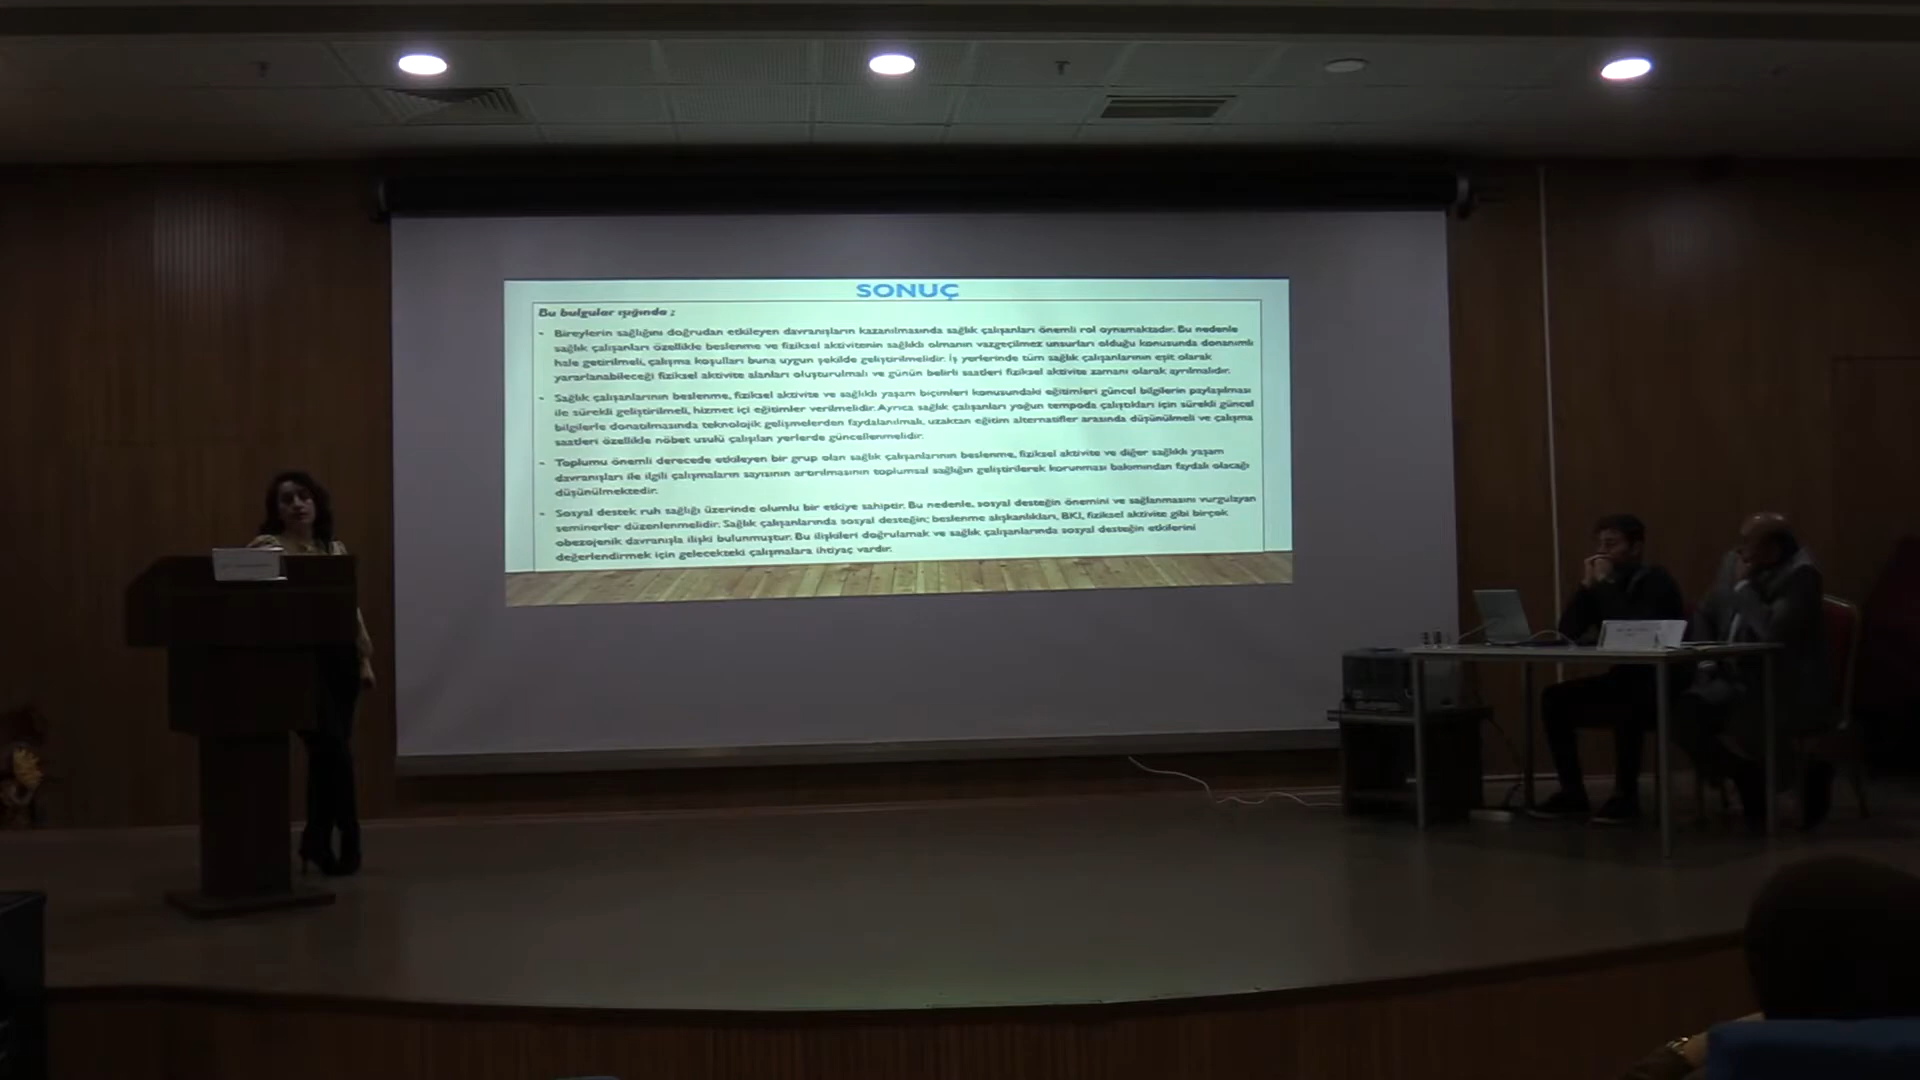 SONUÇ
Bu bulgular ışığında ;
- Bireylerin sağlığını doğrudan etkileyen davranışların kazanılmasında sağlık çalışanları önemli rol oynamaktadır. Bu nedenle
sağlık çalışanları özellikle beslenme ve fiziksel aktivitenin sağlıklı olmanın vazgeçilmez unsurları olduğu konusunda donanımlı
hale getirilmeli, çalışma koşulları buna uygun şekilde geliştirilmelidir. İş yerlerinde tüm sağlık çalışanlarının eşit olarak
yararlanabileceği fiziksel aktivite alanları oluşturulmalı ve günün belirli saatleri fiziksel aktivite zamanı olarak ayrılmalıdır.
- Sağlık çalışanlarının beslenme, fiziksel aktivite ve sağlıklı yaşam biçimleri konusundaki eğitimleri güncel bilgilerin paylaşılması
ile sürekli geliştirilmeli, hizmet içi eğitimler verilmelidir. Ayrıca sağlık çalışanları yoğun tempoda çalıştıkları için sürekli güncel
bilgilerle donatılmasında teknolojik gelişmelerden faydalanılmalı, uzaktan eğitim alternatifler arasında düşünülmeli ve çalışma
saatleri özellikle nöbet usulü çalışılan yerlerde güncellenmelidir.
- Toplumu önemli derecede etkileyen bir grup olan sağlık çalışanlarının beslenme, fiziksel aktivite ve diğer sağlıklı yaşam
davranışları ile ilgili çalışmaların sayısının artırılmasının toplumsal sağlığın geliştirilerek korunması bakımından faydalı olacağı
düşünülmektedir.
- Sosyal destek ruh sağlığı üzerinde olumlu bir etkiye sahiptir. Bu nedenle, sosyal desteğin önemini ve sağlanmasını vurgulayan
seminerler düzenlenmelidir. Sağlık çalışanlarında sosyal desteğin; beslenme alışkanlıkları, BKI, fiziksel aktivite gibi birçok
obezojenik davranışla ilişki bulunmuştur. Bu ilişkileri doğrulamak ve sağlık çalışanlarında sosyal desteğin etkilerini
değerlendirmek için gelecekteki çalışmalara ihtiyaç vardır.